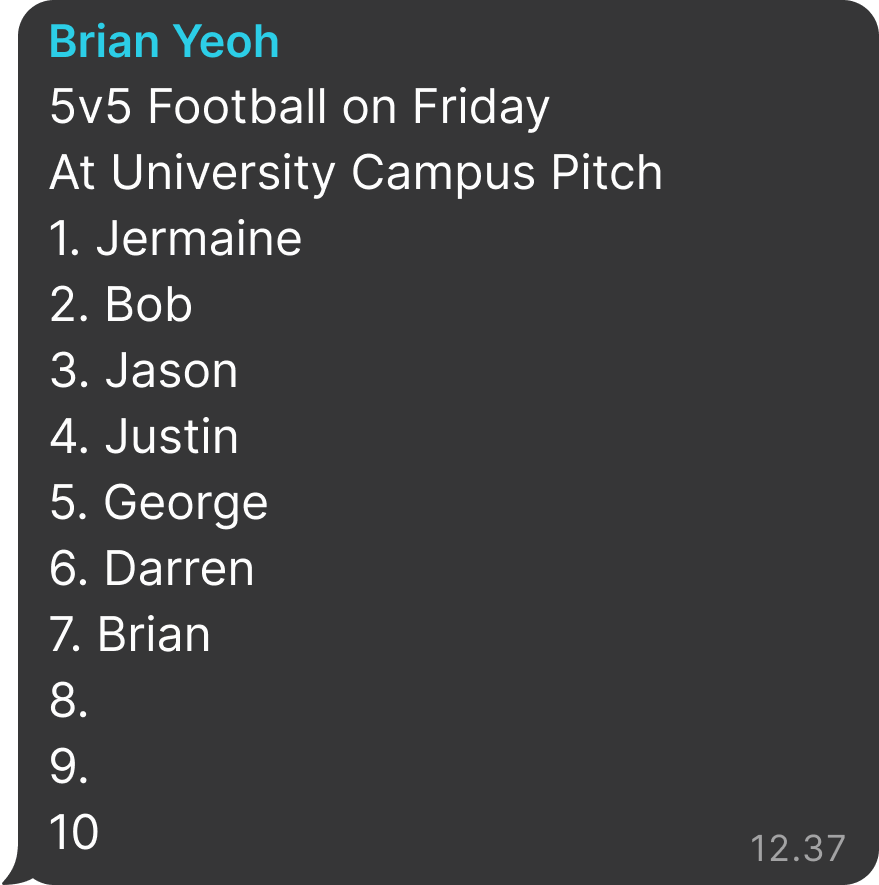 Brian Yeoh
5v5 Football on Friday
At University Campus Pitch
1. Jermaine
2. Bob
3. Jason
4. Justin
5. George
6. Darren
7. Brian
8.
9.
10
12.37